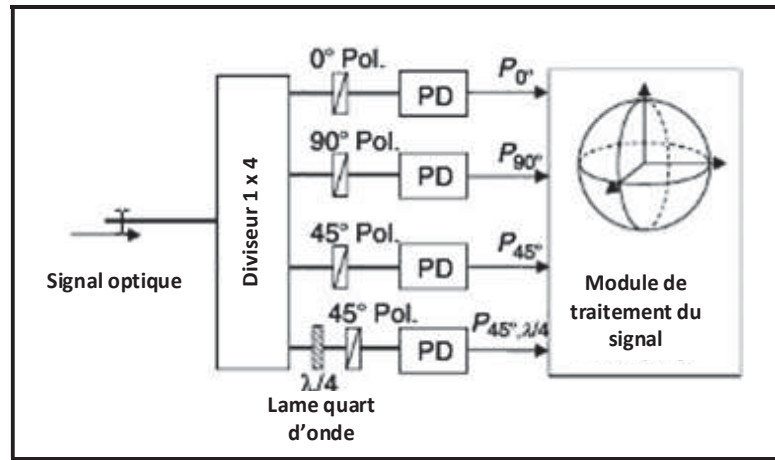 0° Pol.
PD
P0°
90° Pol.
PD
P90°
Diviseur 1 x 4
Signal optique
45° Pol.
PD
P45°
Module de
traitement du
signal
45° Pol.
PD
P45°,λ/4
λ/4
Lame quart
d’onde